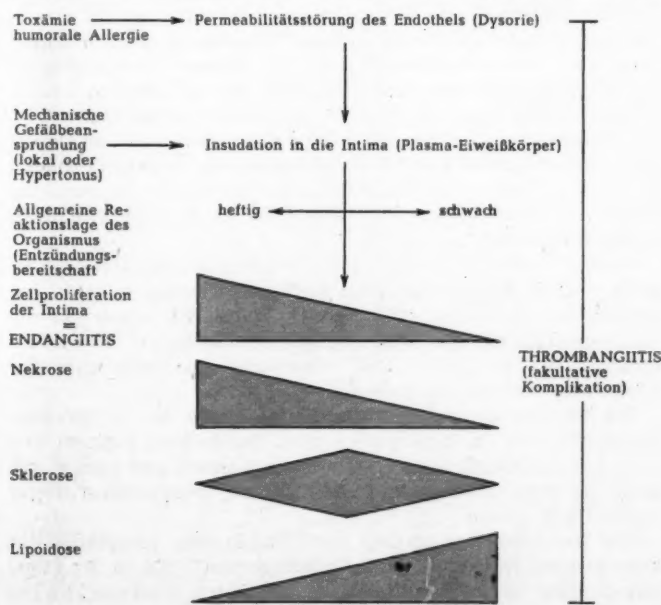 Toxämie
humorale Allergie
Permeabilitätsstörung des Endothels (Dysorie)
Mechanische
Gefäßbean-
spruchung
(lokal oder
Hypertonus)
Insudation in die Intima (Plasma-Eiweißkörper)
Allgemeine Re-
aktionslage des
Organismus
(Entzündungs-
bereitschaft
heftig
schwach
Zellproliferation
der Intima
=
ENDANGIITIS
Nekrose
THROMBANGIITIS
(fakultative
Komplikation)
Sklerose
Lipoidose